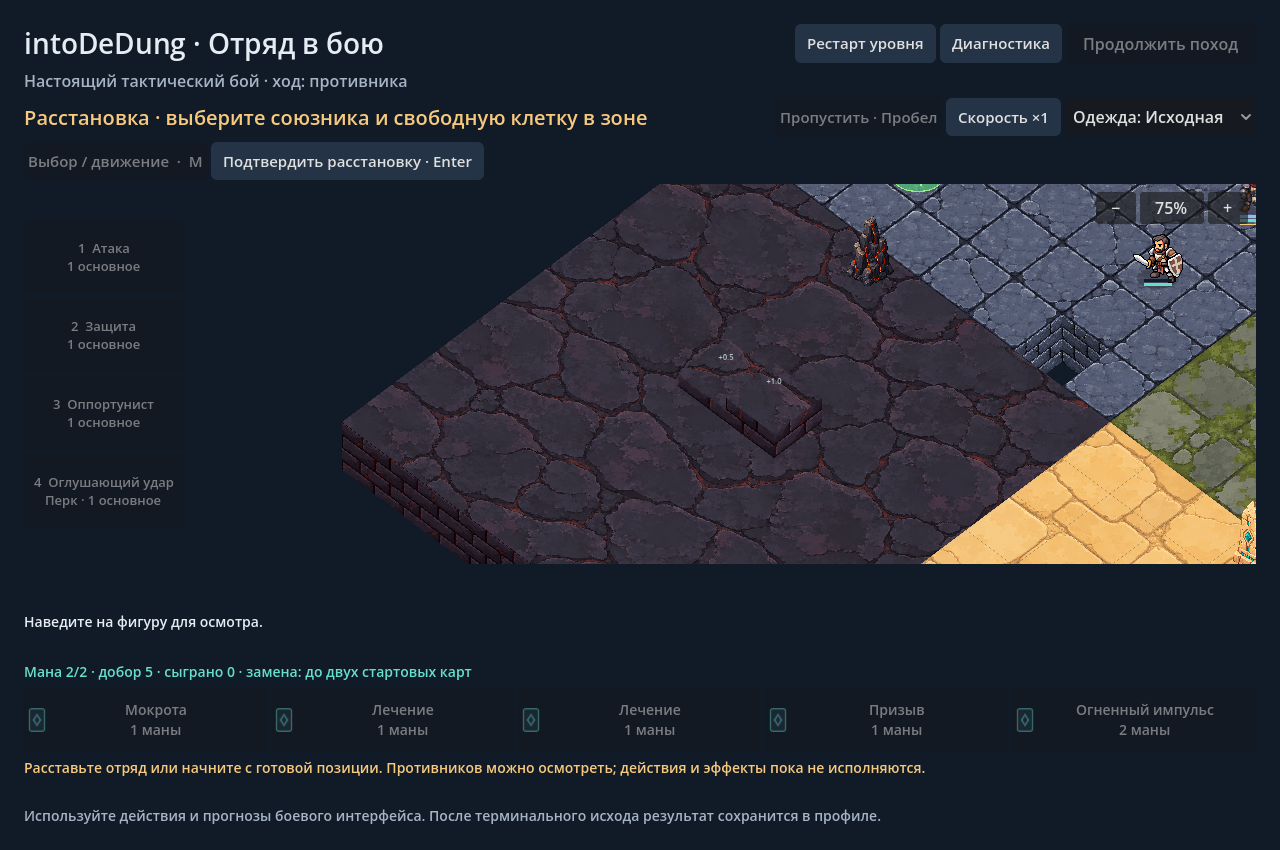 intoDeDung · Отряд в бою
Рестарт уровня
Диагностика
Продолжить поход
Настоящий тактический бой · ход: противника
Расстановка · выберите союзника и свободную клетку в зоне
Пропустить · Пробел
Скорость ×1
Одежда: Исходная
Выбор / движение · M
Подтвердить расстановку · Enter
− 75% +
1 Атака
1 основное
2 Защита
1 основное
3 Оппортунист
1 основное
4 Оглушающий удар
Перк · 1 основное
+0.5
+1.0
Наведите на фигуру для осмотра.
Мана 2/2 · добор 5 · сыграно 0 · замена: до двух стартовых карт
Мокрота
1 маны
Лечение
1 маны
Лечение
1 маны
Призыв
1 маны
Огненный импульс
2 маны
Расставьте отряд или начните с готовой позиции. Противников можно осмотреть; действия и эффекты пока не исполняются.
Используйте действия и прогнозы боевого интерфейса. После терминального исхода результат сохранится в профиле.